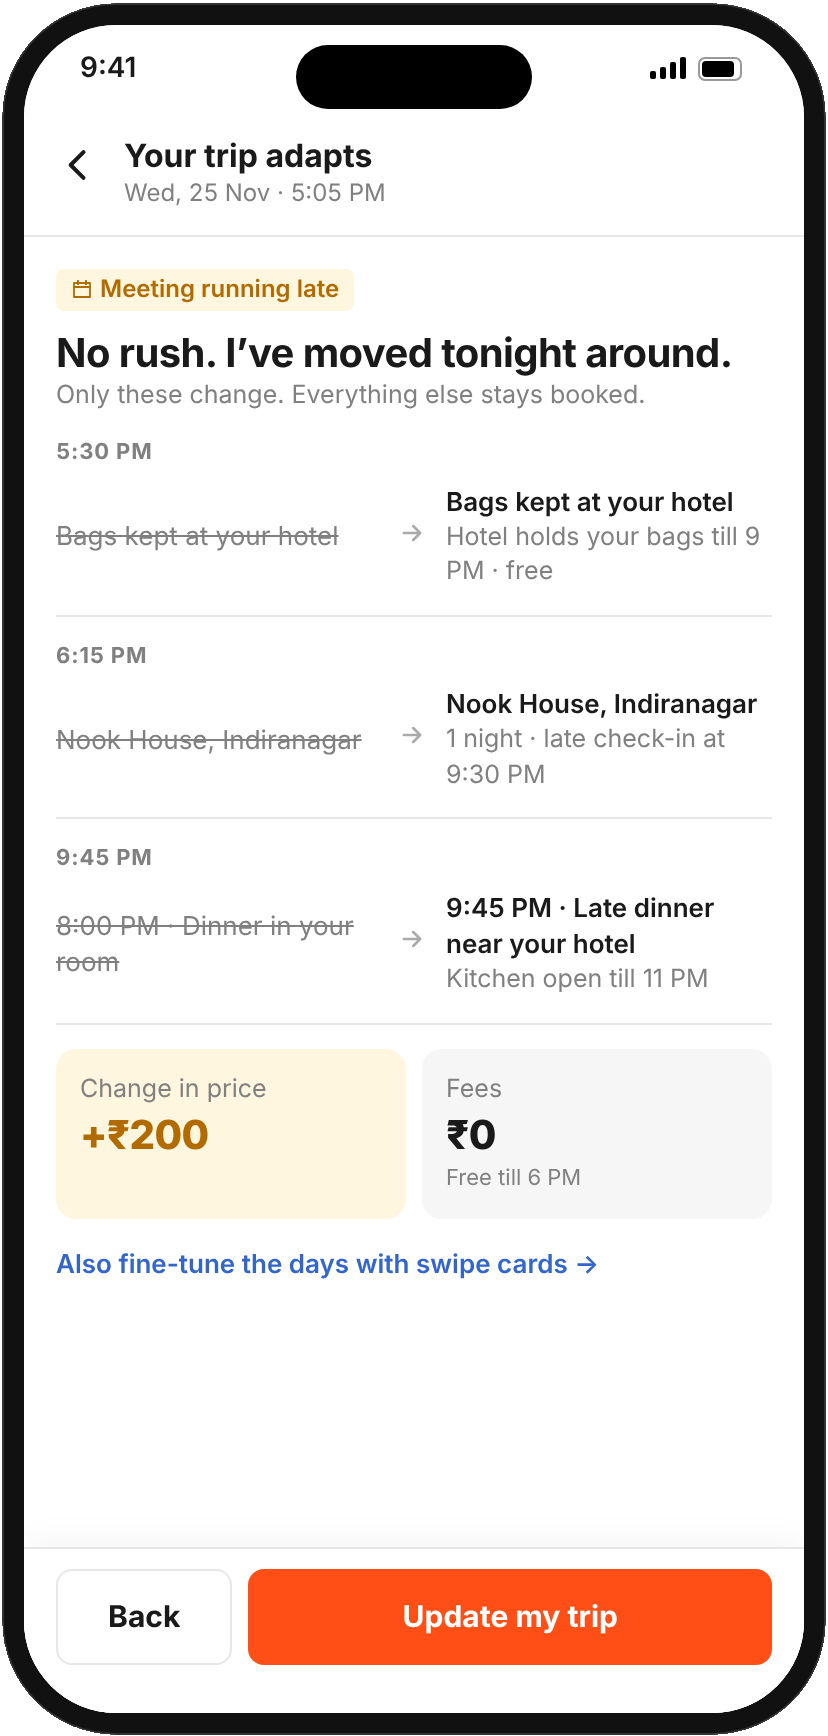 9:41
Your trip adapts
Wed, 25 Nov · 5:05 PM
Meeting running late
No rush. I’ve moved tonight around.
Only these change. Everything else stays booked.
5:30 PM
Bags kept at your hotel
→
Bags kept at your hotel
Hotel holds your bags till 9
PM · free
6:15 PM
Nook House, Indiranagar
→
Nook House, Indiranagar
1 night · late check-in at
9:30 PM
9:45 PM
8:00 PM · Dinner in your
room
→
9:45 PM · Late dinner
near your hotel
Kitchen open till 11 PM
Change in price
+₹200
Fees
₹0
Free till 6 PM
Also fine-tune the days with swipe cards →
Back
Update my trip